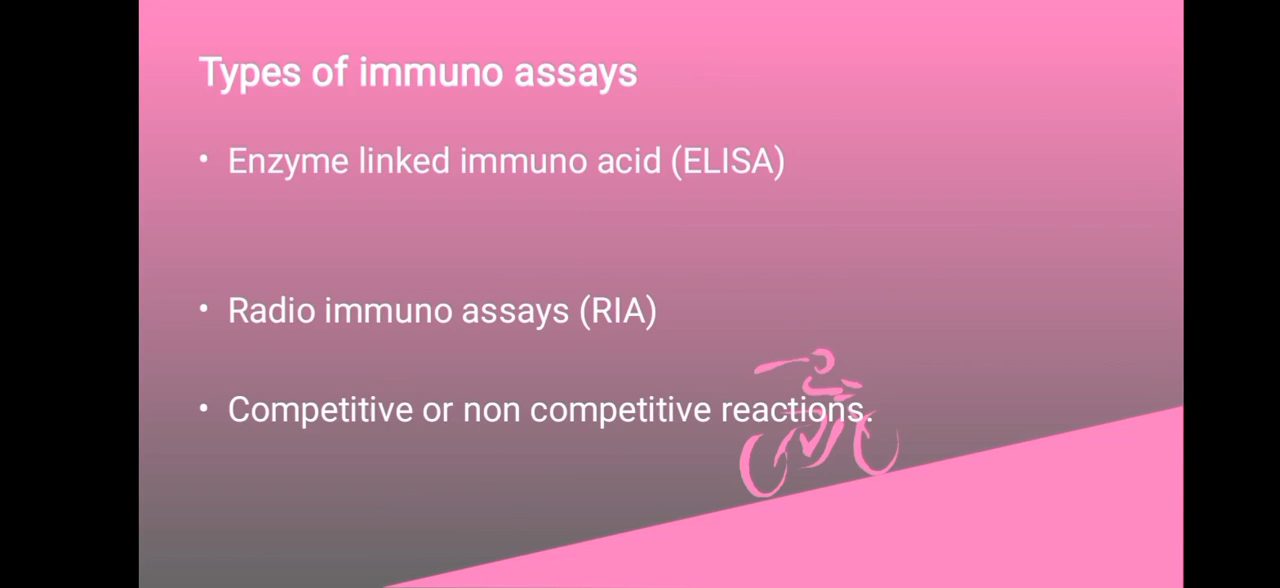 Types of immuno assays
• Enzyme linked immuno acid (ELISA)
• Radio immuno assays (RIA)
• Competitive or non competitive reactions.